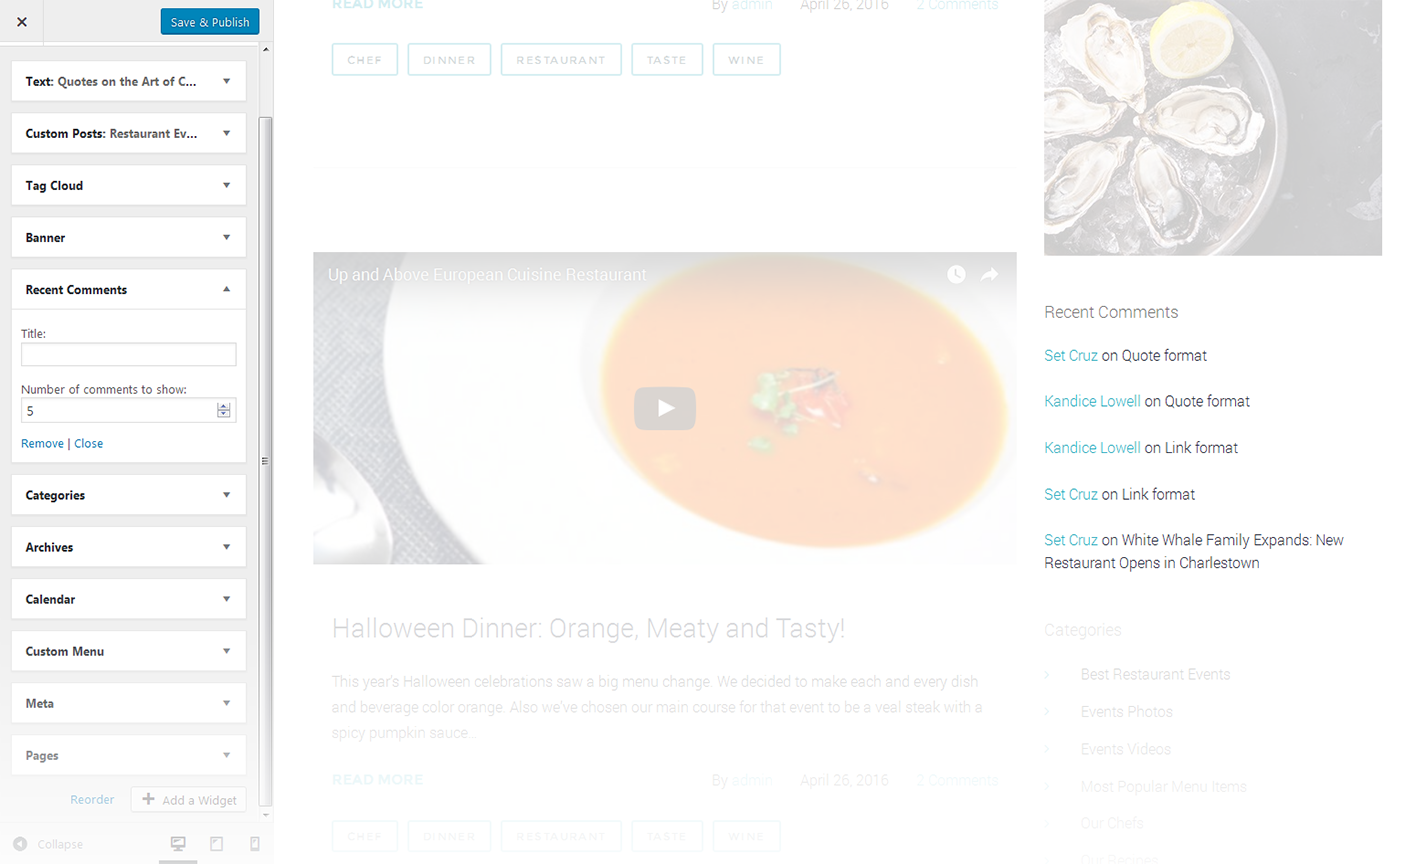 ✕
Save & Publish
Text: Quotes on the Art of C...
Custom Posts: Restaurant Ev...
Tag Cloud
Banner
Recent Comments
Title:
Number of comments to show:
5
Remove | Close
Categories
Archives
Calendar
Custom Menu
Meta
Pages
Reorder
Add a Widget
Collapse
READ MORE
By admin April 26, 2016 2 Comments
CHEF DINNER RESTAURANT TASTE WINE
Up and Above European Cuisine Restaurant
Halloween Dinner: Orange, Meaty and Tasty!
This year's Halloween celebrations saw a big menu change. We decided to make each and every dish
and beverage color orange. Also we've chosen our main course for that event to be a veal steak with a
spicy pumpkin sauce...
READ MORE
By admin April 26, 2016 2 Comments
CHEF DINNER RESTAURANT TASTE WINE
Recent Comments
Set Cruz on Quote format
Kandice Lowell on Quote format
Kandice Lowell on Link format
Set Cruz on Link format
Set Cruz on White Whale Family Expands: New
Restaurant Opens in Charlestown
Categories
Best Restaurant Events
Events Photos
Events Videos
Most Popular Menu Items
Our Chefs
Our Recipes